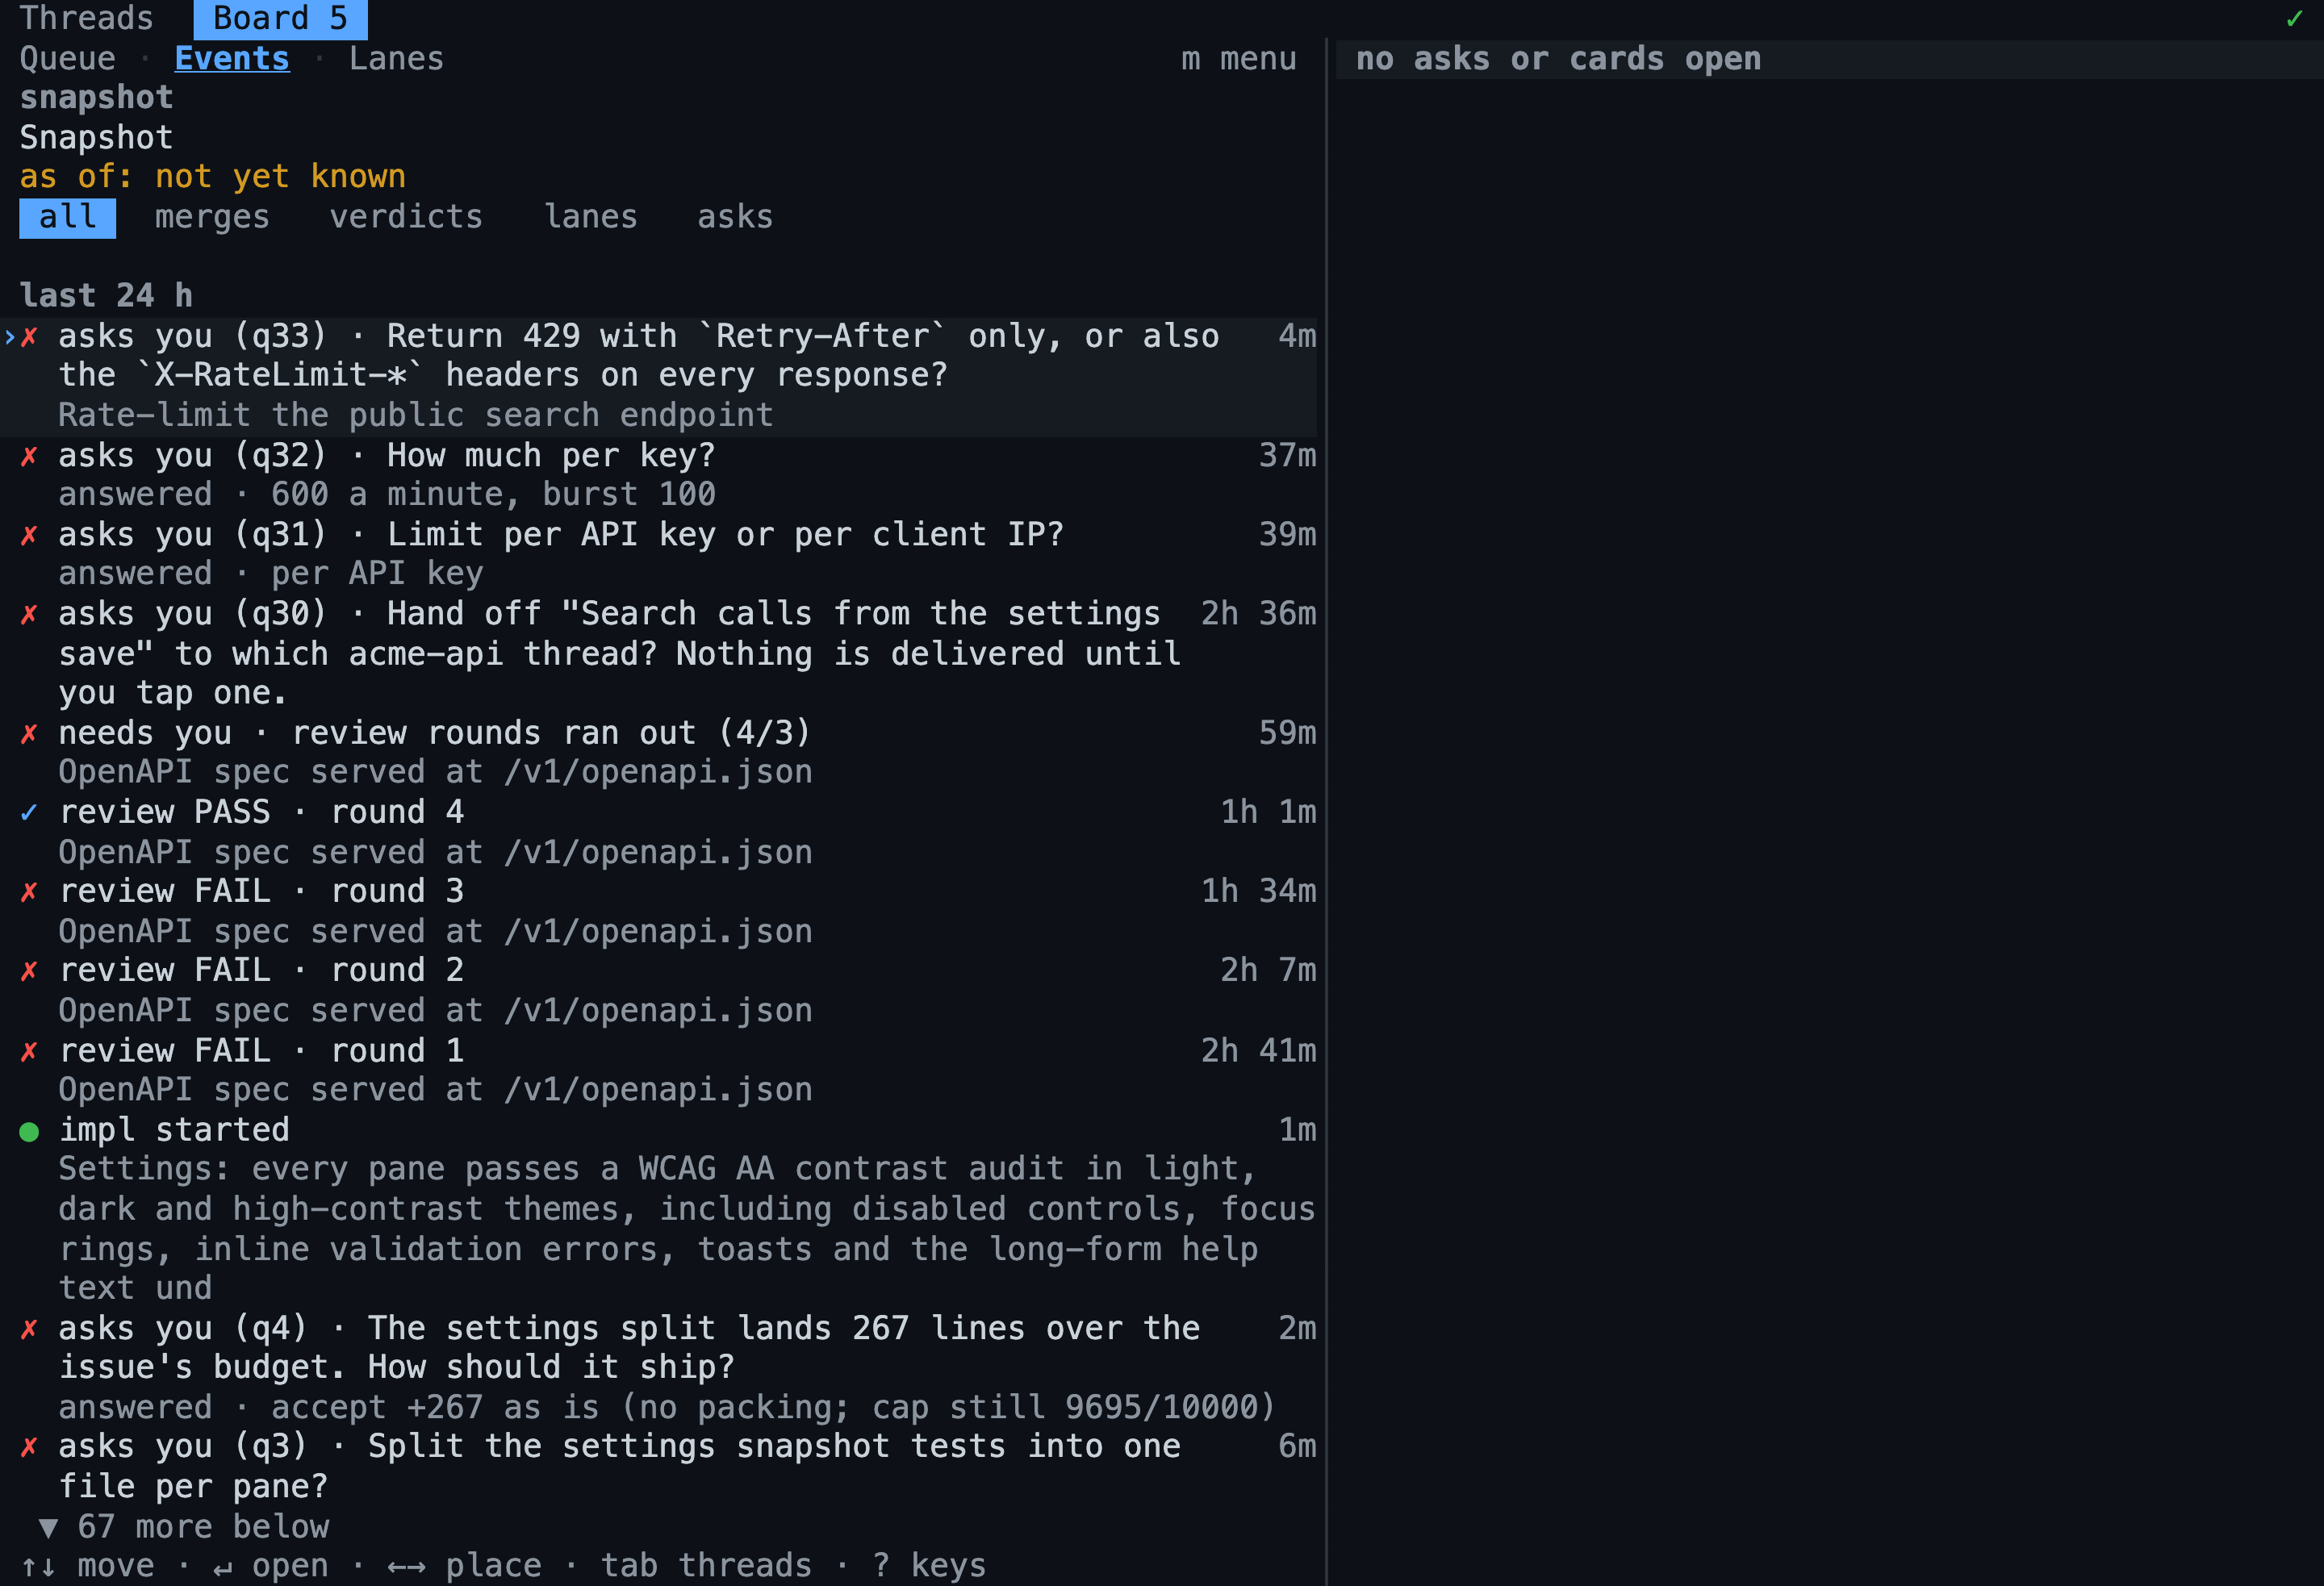 Threads Board 5 ✓
Queue · Events · Lanes m menu
no asks or cards open
snapshot
Snapshot
as of: not yet known
all merges verdicts lanes asks
last 24 h
›✗ asks you (q33) · Return 429 with `Retry-After` only, or also 4m
the `X-RateLimit-*` headers on every response?
Rate-limit the public search endpoint
✗ asks you (q32) · How much per key? 37m
answered · 600 a minute, burst 100
✗ asks you (q31) · Limit per API key or per client IP? 39m
answered · per API key
✗ asks you (q30) · Hand off "Search calls from the settings 2h 36m
save" to which acme-api thread? Nothing is delivered until
you tap one.
✗ needs you · review rounds ran out (4/3) 59m
OpenAPI spec served at /v1/openapi.json
✓ review PASS · round 4 1h 1m
OpenAPI spec served at /v1/openapi.json
✗ review FAIL · round 3 1h 34m
OpenAPI spec served at /v1/openapi.json
✗ review FAIL · round 2 2h 7m
OpenAPI spec served at /v1/openapi.json
✗ review FAIL · round 1 2h 41m
OpenAPI spec served at /v1/openapi.json
● impl started 1m
Settings: every pane passes a WCAG AA contrast audit in light,
dark and high-contrast themes, including disabled controls, focus
rings, inline validation errors, toasts and the long-form help
text und
✗ asks you (q4) · The settings split lands 267 lines over the 2m
issue's budget. How should it ship?
answered · accept +267 as is (no packing; cap still 9695/10000)
✗ asks you (q3) · Split the settings snapshot tests into one 6m
file per pane?
▼ 67 more below
↑↓ move · ↵ open · ←→ place · tab threads · ? keys